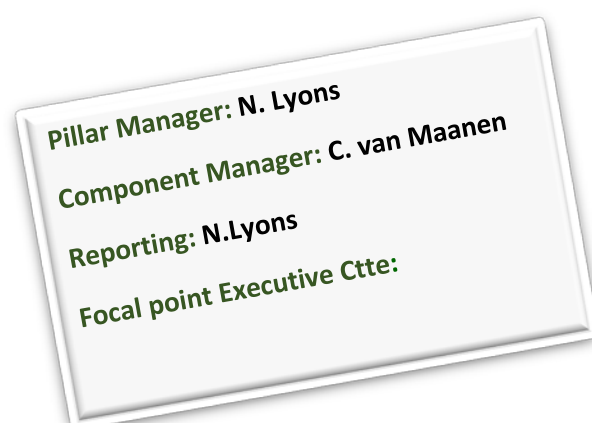 Pillar Manager: N. Lyons
Component Manager: C. van Maanen
Reporting: N.Lyons
Focal point Executive Ctte: